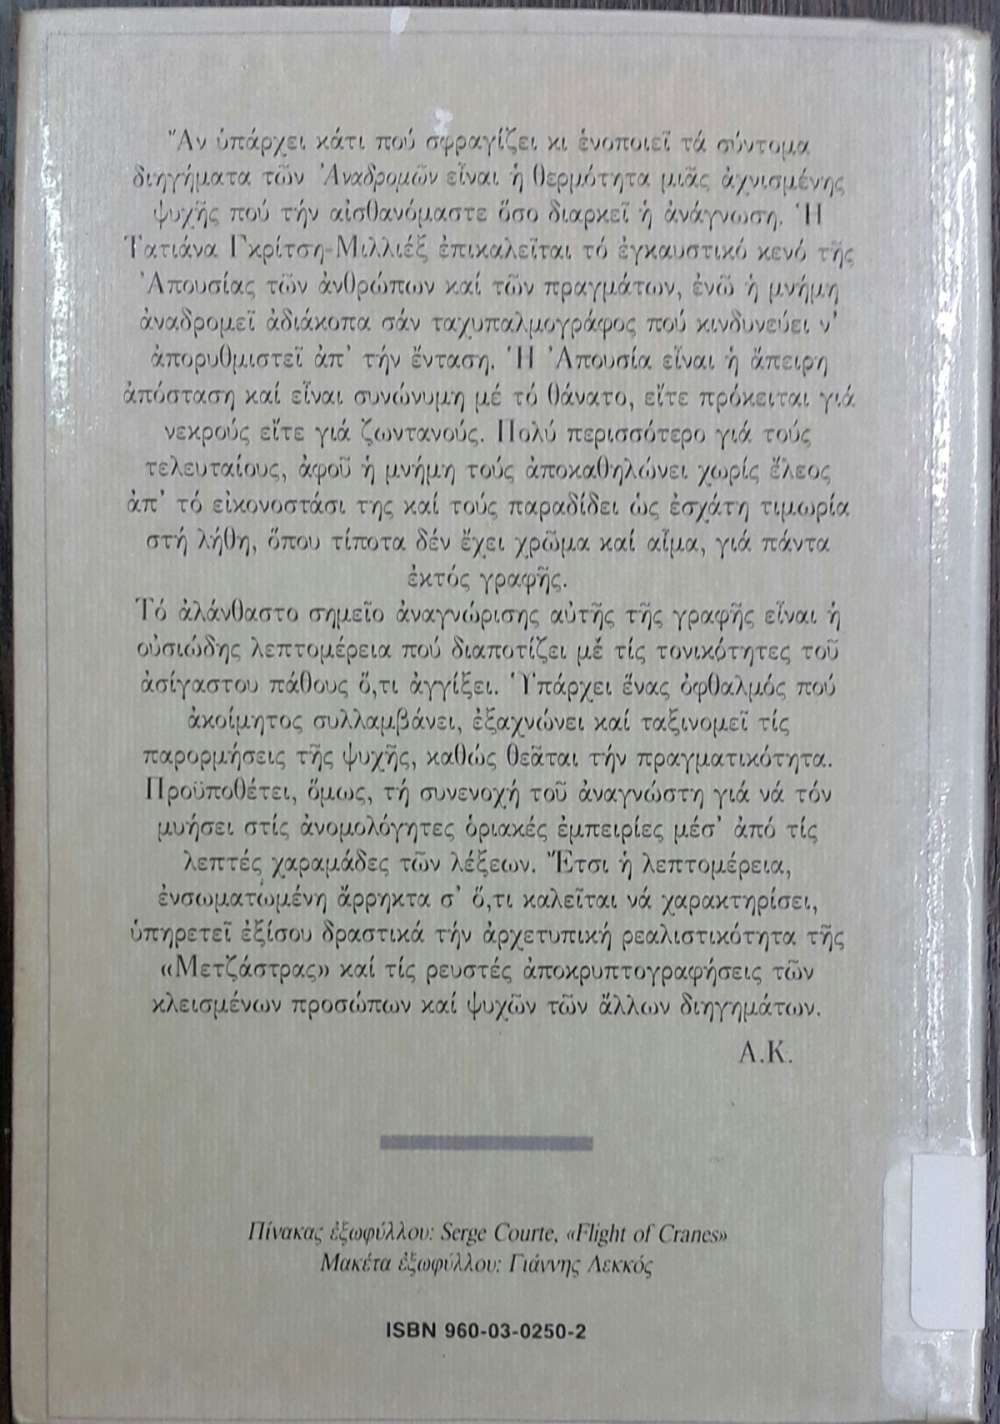 Ἄν ὑπάρχει κάτι πού σφραγίζει κι ἑνοποιεῖ τά σύντομα
διηγήματα τῶν Ἀναδρομῶν εἶναι ἡ θερμότητα μιᾶς ἀχνισμένης
ψυχῆς πού τήν αἰσθανόμαστε ὅσο διαρκεῖ ἡ ἀνάγνωση. Ἡ
Τατιάνα Γκρίτση-Μιλλιέξ ἐπικαλεῖται τό ἐγκαυστικό κενό τῆς
Ἀπουσίας τῶν ἀνθρώπων καί τῶν πραγμάτων, ἐνῶ ἡ μνήμη
ἀναδρομεῖ ἀδιάκοπα σάν ταχυπαλμογράφος πού κινδυνεύει ν'
ἀπορυθμιστεῖ ἀπ' τήν ἔνταση. Ἡ Ἀπουσία εἶναι ἡ ἄπειρη
ἀπόσταση καί εἶναι συνώνυμη μέ τό θάνατο, εἴτε πρόκειται γιά
νεκρούς εἴτε γιά ζωντανούς. Πολύ περισσότερο γιά τούς
τελευταίους, ἀφοῦ ἡ μνήμη τούς ἀποκαθηλώνει χωρίς ἔλεος
ἀπ' τό εἰκονοστάσι της καί τούς παραδίδει ὡς ἐσχάτη τιμωρία
στή λήθη, ὅπου τίποτα δέν ἔχει χρῶμα καί αἷμα, γιά πάντα
ἐκτός γραφῆς.
Τό ἀλάνθαστο σημεῖο ἀναγνώρισης αὐτῆς τῆς γραφῆς εἶναι ἡ
οὐσιώδης λεπτομέρεια πού διαποτίζει μέ τίς τονικότητες τοῦ
ἀσίγαστου πάθους ὅ,τι ἀγγίξει. Ὑπάρχει ἕνας ὀφθαλμός πού
ἀκοίμητος συλλαμβάνει, ἐξαχνώνει καί ταξινομεῖ τίς
παρορμήσεις τῆς ψυχῆς, καθώς θεᾶται τήν πραγματικότητα.
Προϋποθέτει, ὅμως, τή συνενοχή τοῦ ἀναγνώστη γιά νά τόν
μυήσει στίς ἀνομολόγητες ὁριακές ἐμπειρίες μέσ' ἀπό τίς
λεπτές χαραμάδες τῶν λέξεων. Ἔτσι ἡ λεπτομέρεια,
ἐνσωματωμένη ἄρρηκτα σ' ὅ,τι καλεῖται νά χαρακτηρίσει,
ὑπηρετεῖ ἐξίσου δραστικά τήν ἀρχετυπική ρεαλιστικότητα τῆς
«Μετζάστρας» καί τίς ρευστές ἀποκρυπτογραφήσεις τῶν
κλεισμένων προσώπων καί ψυχῶν τῶν ἄλλων διηγημάτων.
Α.Κ.
Πίνακας ἐξωφύλλου: Serge Courte, «Flight of Cranes»
Μακέτα ἐξωφύλλου: Γιάννης Λεκκός
ISBN 960-03-0250-2